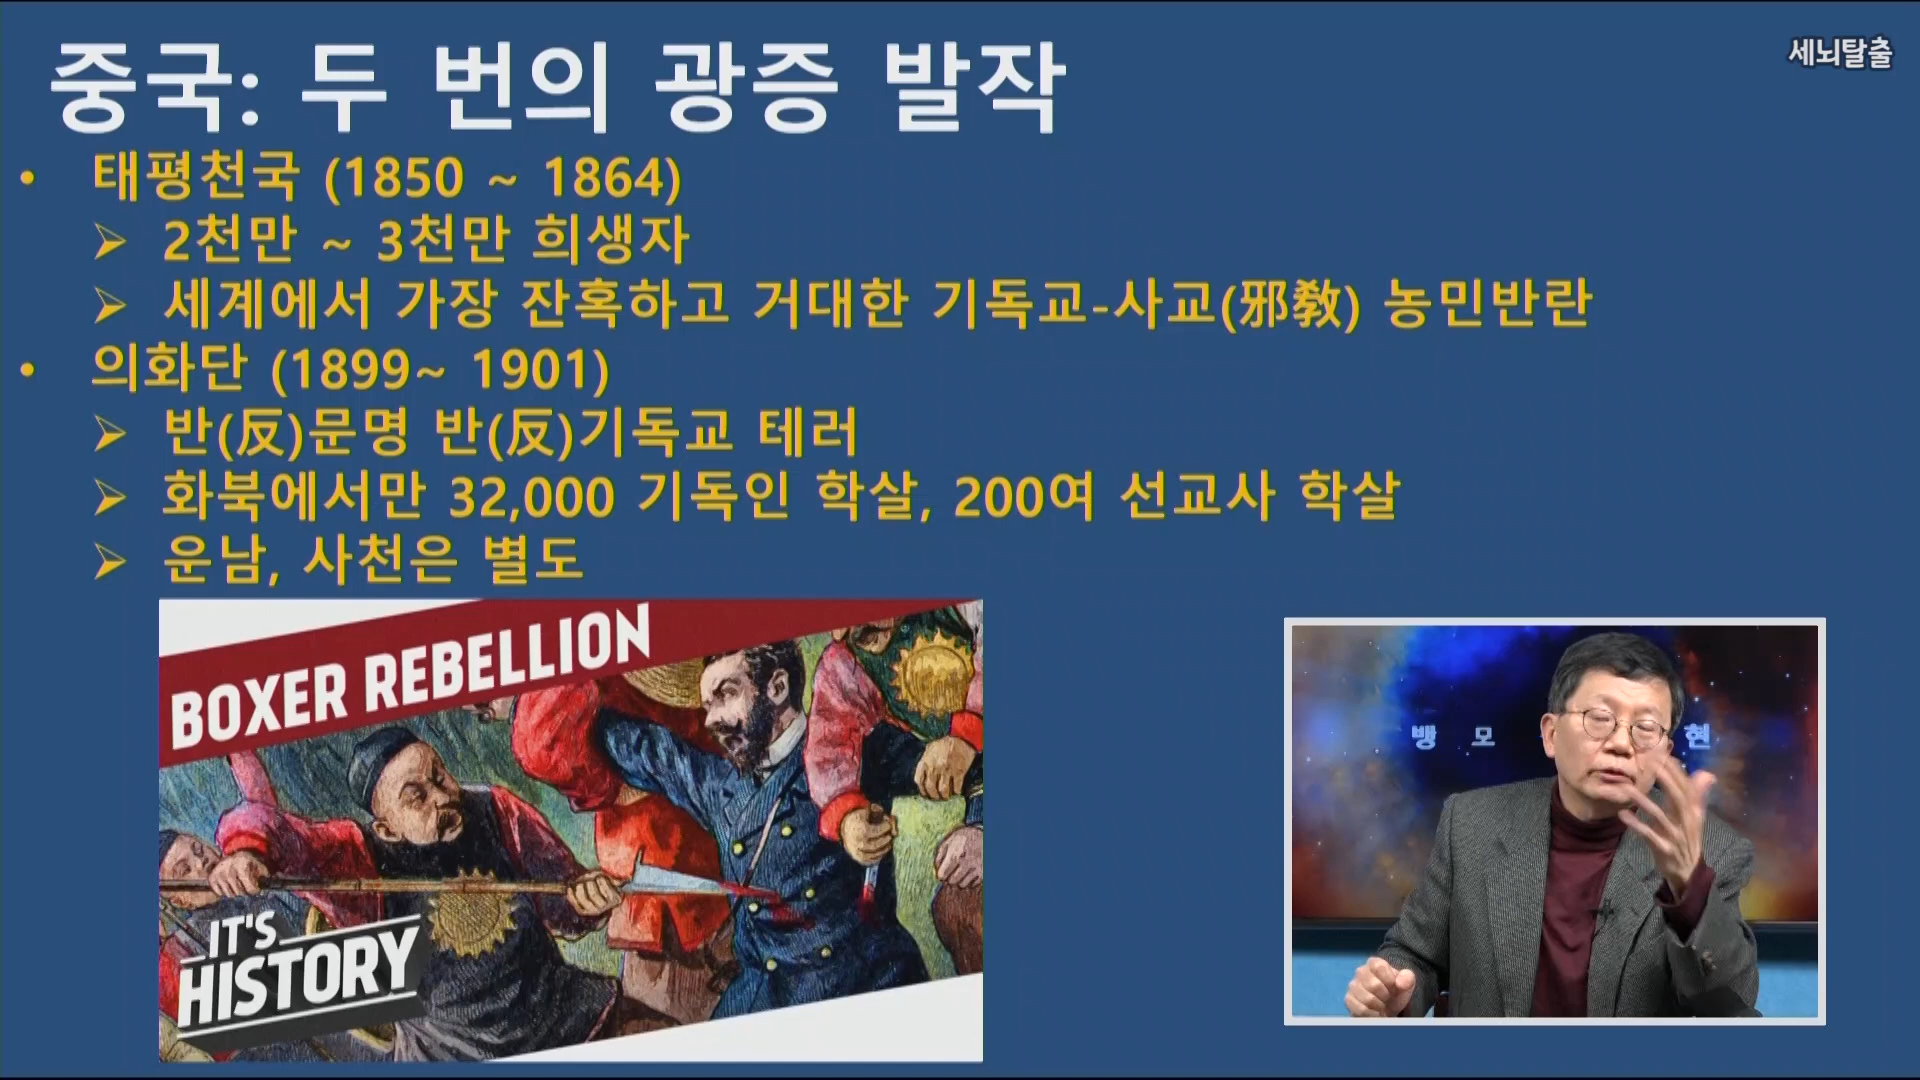 중국: 두 번의 광증 발작
세뇌탈출
• 태평천국 (1850 ~ 1864)
➢ 2천만 ~ 3천만 희생자
➢ 세계에서 가장 잔혹하고 거대한 기독교-사교(邪敎) 농민반란
• 의화단 (1899~ 1901)
➢ 반(反)문명 반(反)기독교 테러
➢ 화북에서만 32,000 기독인 학살, 200여 선교사 학살
➢ 운남, 사천은 별도
BOXER REBELLION
IT'S
HISTORY
뱅 모 현